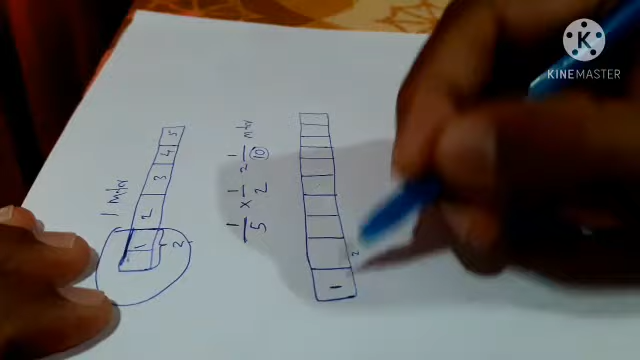 1 Meter
1 2 3 4 5
2
1/5 × 1/2 = 1/10 meter
1
2
K
KINEMASTER